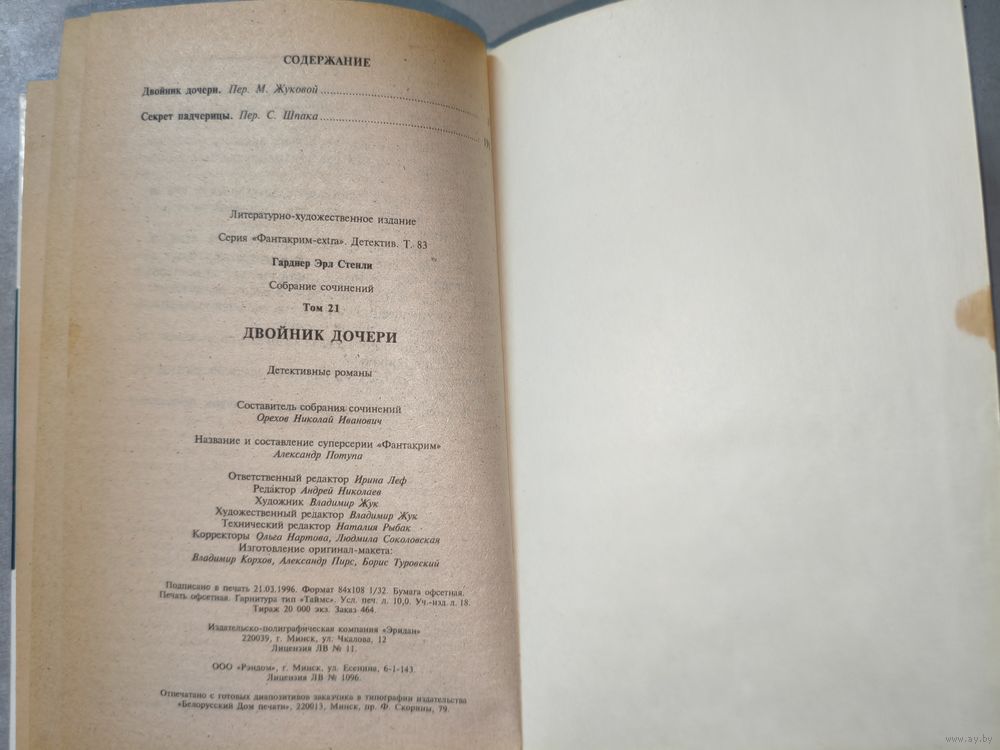 СОДЕРЖАНИЕ
Двойник дочери. Пер. М. Жуковой
Секрет падчерицы. Пер. С. Шпака
Литературно-художественное издание
Серия «Фантакрим-extra». Детектив. Т. 83
Гарднер Эрл Стенли
Собрание сочинений
Том 21
ДВОЙНИК ДОЧЕРИ
Детективные романы
Составитель собрания сочинений
Орехов Николай Иванович
Название и составление суперсерии «Фантакрим»
Александр Потупа
Ответственный редактор Ирина Леф
Редактор Андрей Николаев
Художник Владимир Жук
Художественный редактор Владимир Жук
Технический редактор Наталия Рыбак
Корректоры Ольга Нартова, Людмила Соколовская
Изготовление оригинал-макета:
Владимир Корхов, Александр Пирс, Борис Туровский
Подписано в печать 21.03.1996. Формат 84x108 1/32. Бумага офсетная.
Печать офсетная. Гарнитура тип «Таймс». Усл. печ. л. 10,0. Уч.-изд. л. 18.
Тираж 20 000 экз. Заказ 464.
Издательско-полиграфическая компания «Эридан»
220039, г. Минск, ул. Чкалова, 12
Лицензия ЛВ № 11.
ООО «Рэндом», г. Минск, ул. Есенина, 6-1-143.
Лицензия ЛВ № 1096.
Отпечатано с готовых диапозитивов заказчика в типографии издательства
«Белорусский Дом печати», 220013, Минск, пр. Ф. Скорины, 79.
www.ay.by